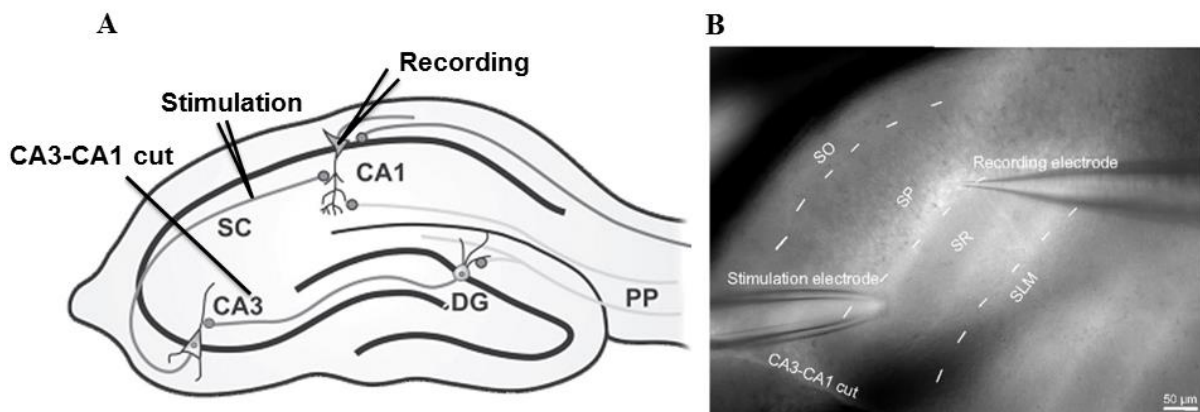 A
Recording
Stimulation
CA3-CA1 cut
CA1
SC
CA3
DG
PP
B
SO
Recording electrode
SP
SR
Stimulation electrode
SLM
CA3-CA1 cut
50 µm